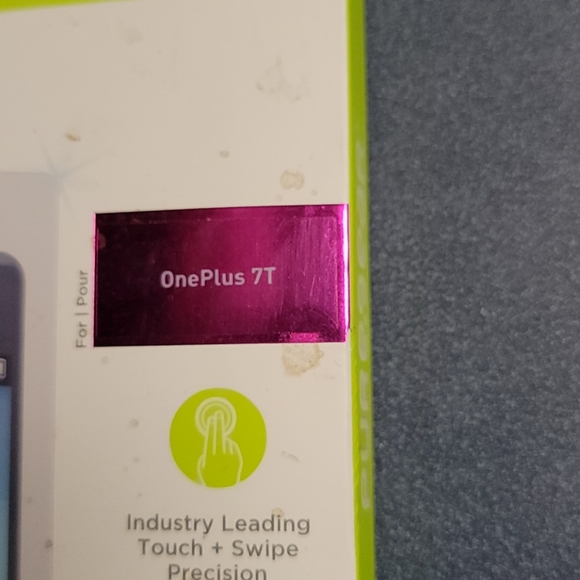 For | Pour
OnePlus 7T
Industry Leading
Touch + Swipe
Precision